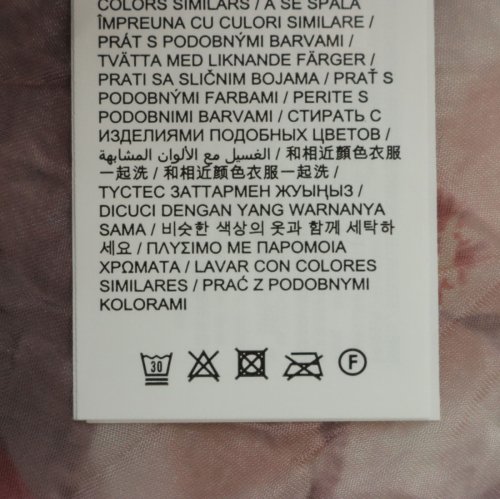 COLORS SIMILARS / A SE SPĂLA
ÎMPREUNA CU CULORI SIMILARE /
PRÁT S PODOBNÝMI BARVAMI /
TVÄTTA MED LIKNANDE FÄRGER /
PRATI SA SLIČNIM BOJAMA / PRAŤ S
PODOBNÝMI FARBAMI / PERITE S
PODOBNIMI BARVAMI / СТИРАТЬ С
ИЗДЕЛИЯМИ ПОДОБНЫХ ЦВЕТОВ /
الغسيل مع الألوان المشابهة / 和相近顏色衣服
一起洗 / 和相近颜色衣服一起洗 /
ТҮСТЕС ЗАТТАРМЕН ЖУЫҢЫЗ /
DICUCI DENGAN YANG WARNANYA
SAMA / 비슷한 색상의 옷과 함께 세탁하
세요 / ΠΛΥΣΙΜΟ ΜΕ ΠΑΡΟΜΟΙΑ
ΧΡΩΜΑΤΑ / LAVAR CON COLORES
SIMILARES / PRAĆ Z PODOBNYMI
KOLORAMI
30 F